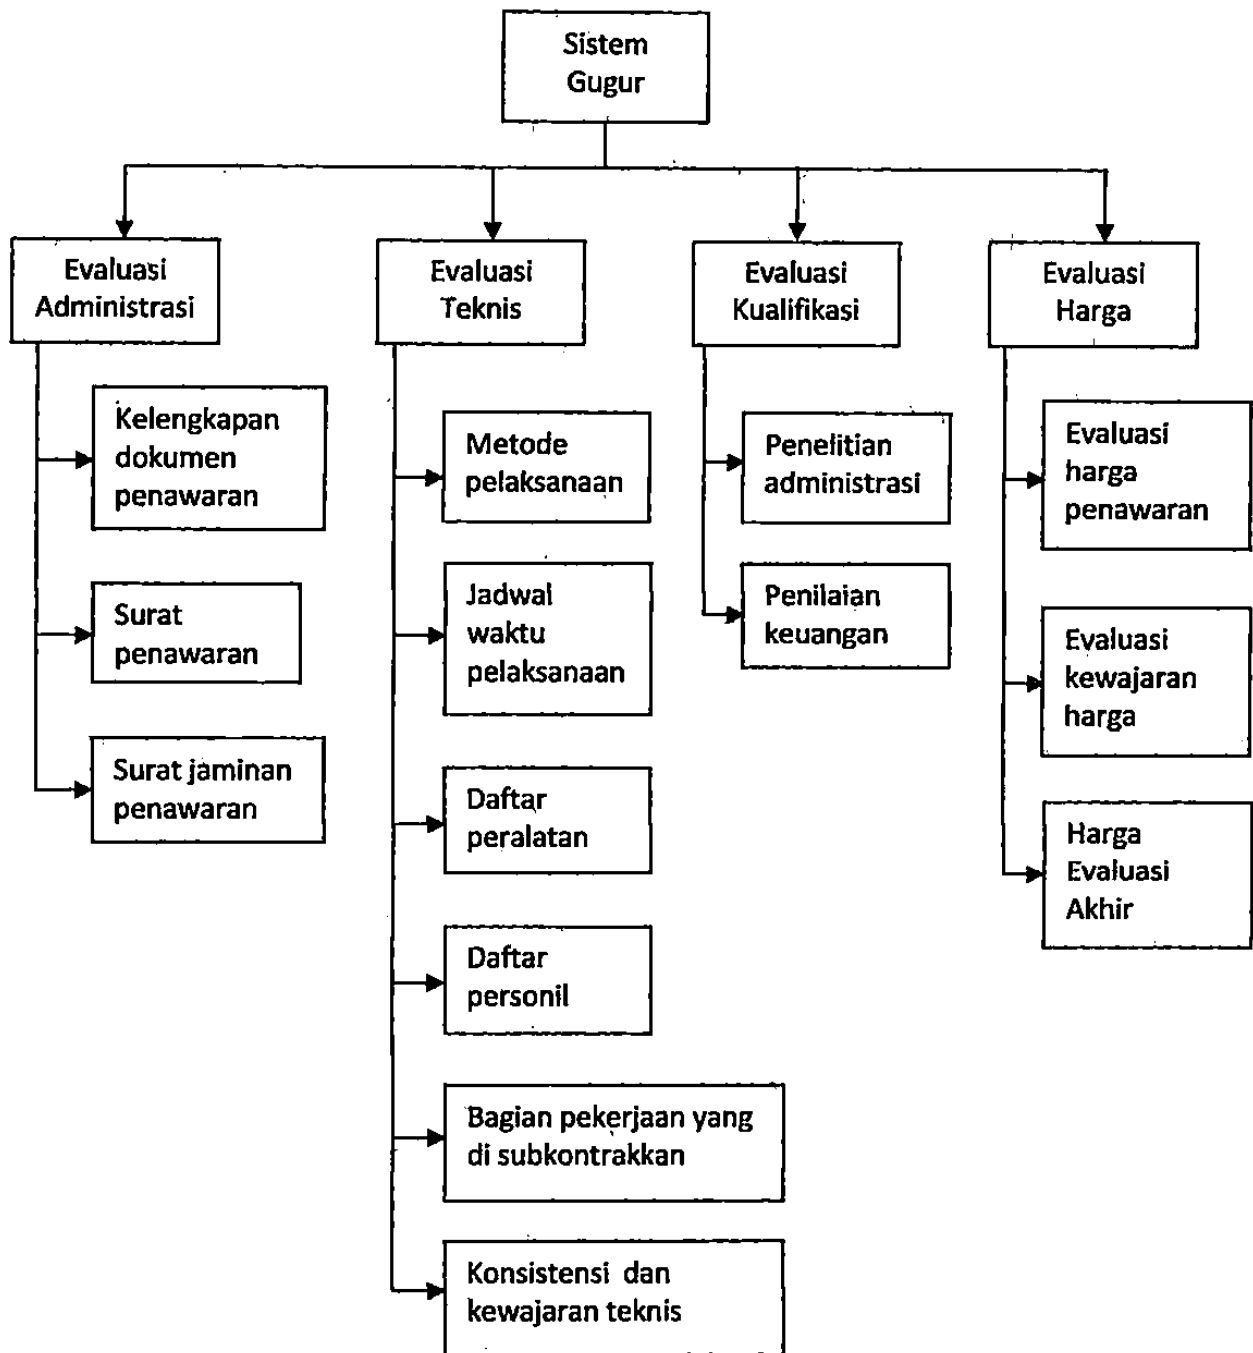 Sistem
Gugur
Evaluasi
Administrasi
Evaluasi
Teknis
Evaluasi
Kualifikasi
Evaluasi
Harga
Kelengkapan
dokumen
penawaran
Surat
penawaran
Surat jaminan
penawaran
Metode
pelaksanaan
Jadwal
waktu
pelaksanaan
Daftar
peralatan
Daftar
personil
Bagian pekerjaan yang
di subkontrakkan
Konsistensi dan
kewajaran teknis
Penelitian
administrasi
Penilaian
keuangan
Evaluasi
harga
penawaran
Evaluasi
kewajaran
harga
Harga
Evaluasi
Akhir